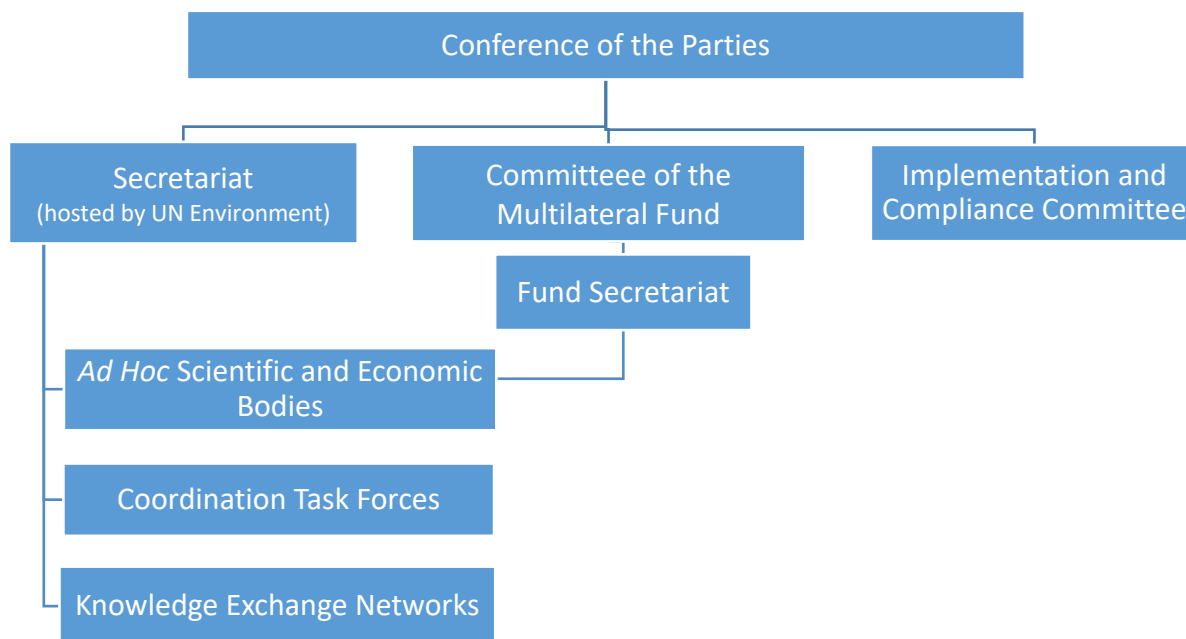 Conference of the Parties
Secretariat
(hosted by UN Environment)
Committeee of the
Multilateral Fund
Implementation and
Compliance Committee
Fund Secretariat
Ad Hoc Scientific and Economic
Bodies
Coordination Task Forces
Knowledge Exchange Networks